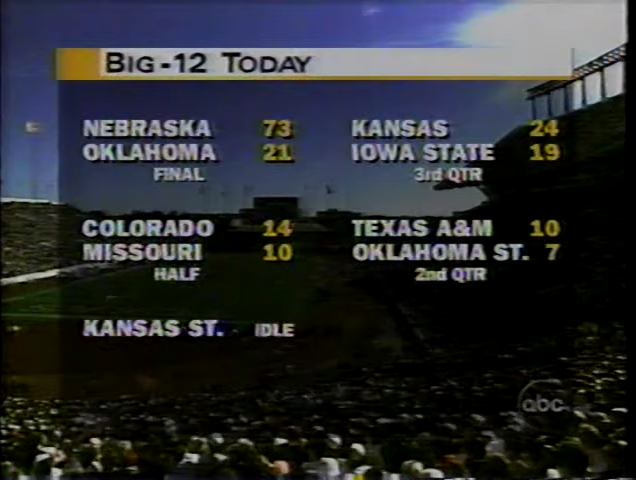 BIG-12 TODAY
NEBRASKA 73
OKLAHOMA 21
FINAL
KANSAS 24
IOWA STATE 19
3rd QTR
COLORADO 14
MISSOURI 10
HALF
TEXAS A&M 10
OKLAHOMA ST. 7
2nd QTR
KANSAS ST. IDLE
abc